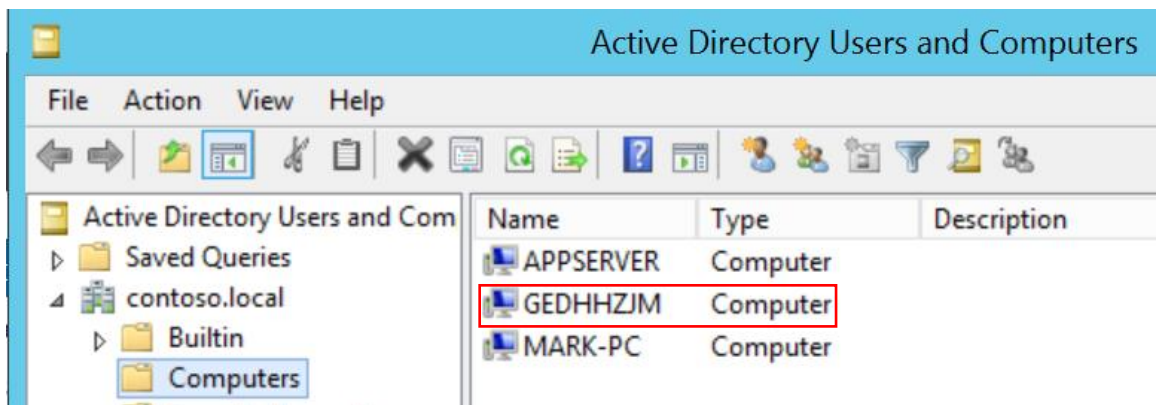 Active Directory Users and Computers
File Action View Help
Active Directory Users and Com
Saved Queries
contoso.local
Builtin
Computers
Name Type Description
APPSERVER Computer
GEDHHZJM Computer
MARK-PC Computer